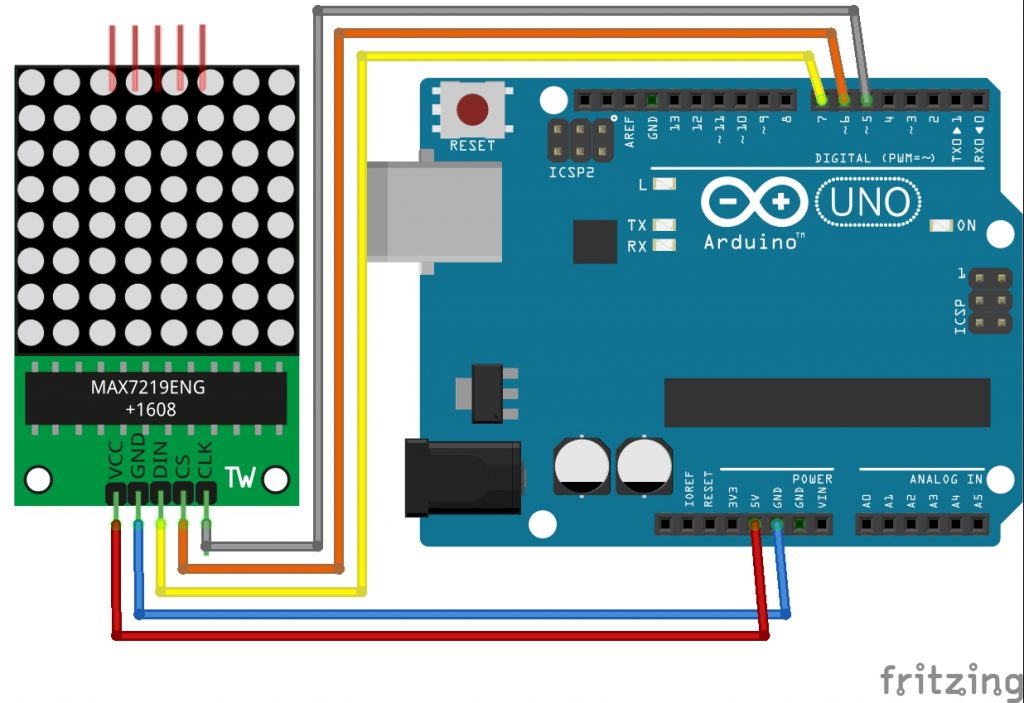 MAX7219ENG
+1608
VCC
GND
DIN
CS
CLK
TW
RESET
ICSP2
AREF
GND
13
12
~11
~10
~9
8
7
~6
~5
4
~3
2
TX0▶1
RX0◀0
DIGITAL (PWM=~)
L
TX
RX
UNO
Arduino™
ON
1
ICSP
IOREF
RESET
3V3
5V
GND
GND
VIN
POWER
ANALOG IN
A0
A1
A2
A3
A4
A5
fritzing